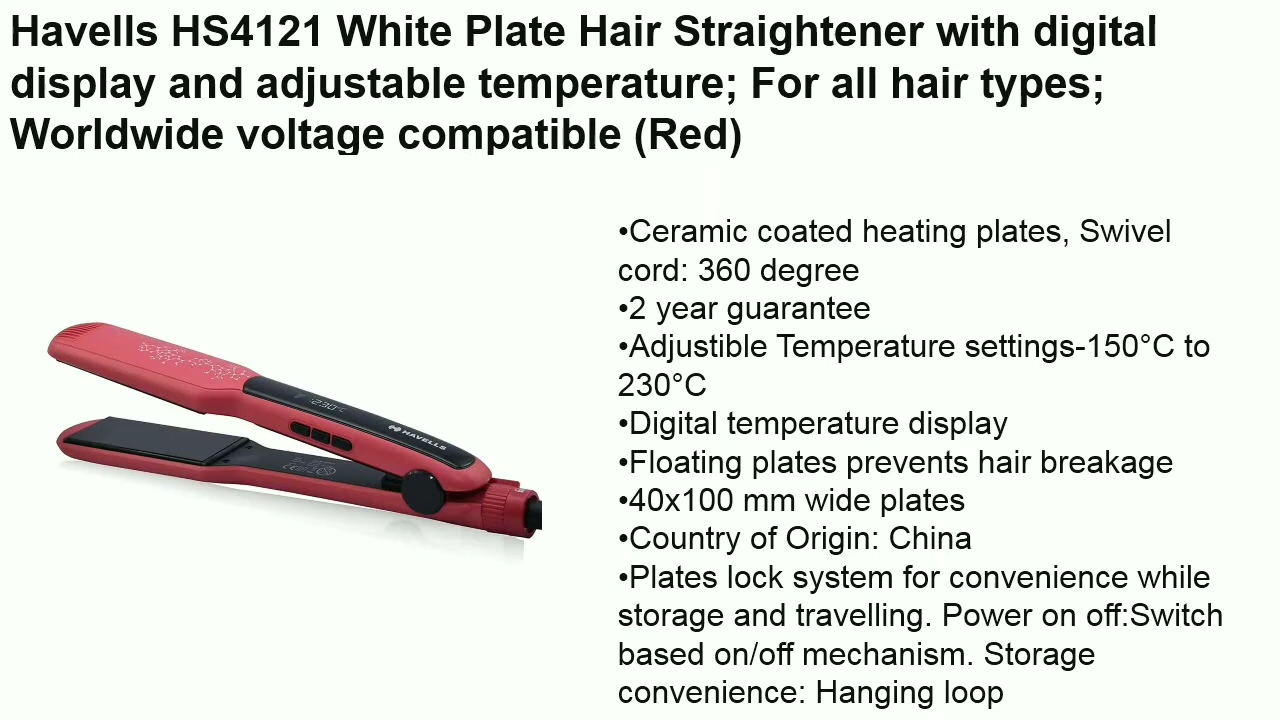 Havells HS4121 White Plate Hair Straightener with digital
display and adjustable temperature; For all hair types;
Worldwide voltage compatible (Red)
•Ceramic coated heating plates, Swivel
cord: 360 degree
•2 year guarantee
•Adjustible Temperature settings-150°C to
230°C
•Digital temperature display
•Floating plates prevents hair breakage
•40x100 mm wide plates
•Country of Origin: China
•Plates lock system for convenience while
storage and travelling. Power on off:Switch
based on/off mechanism. Storage
convenience: Hanging loop
230°C
HAVELLS